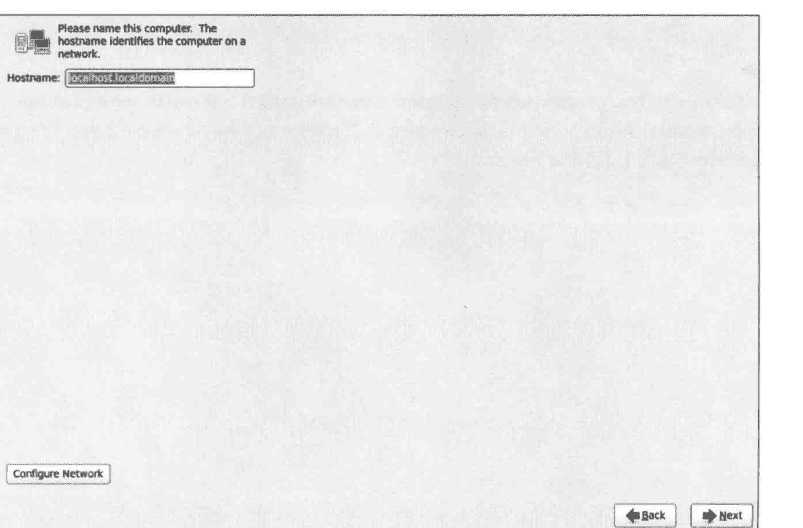 Please name this computer. The
hostname identifies the computer on a
network.
Hostname: localhost.localdomain
Configure Network
Back
Next